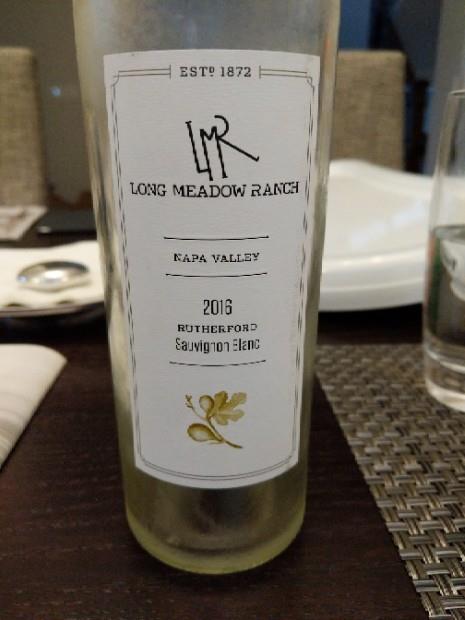 ESTD 1872
LMR
LONG MEADOW RANCH
NAPA VALLEY
2016
RUTHERFORD
Sauvignon Blanc